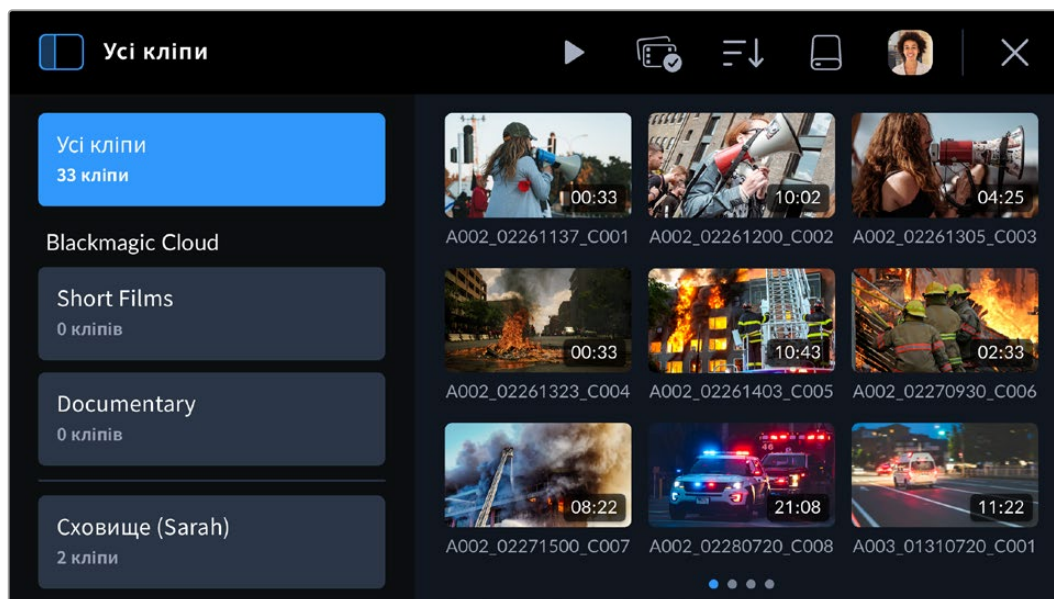 Усі кліпи
Усі кліпи
33 кліпи
Blackmagic Cloud
Short Films
0 кліпів
Documentary
0 кліпів
Сховище (Sarah)
2 кліпи
00:33
10:02
04:25
A002_02261137_C001
A002_02261200_C002
A002_02261305_C003
00:33
10:43
02:33
A002_02261323_C004
A002_02261403_C005
A002_02270930_C006
08:22
21:08
11:22
A002_02271500_C007
A002_02280720_C008
A003_01310720_C001